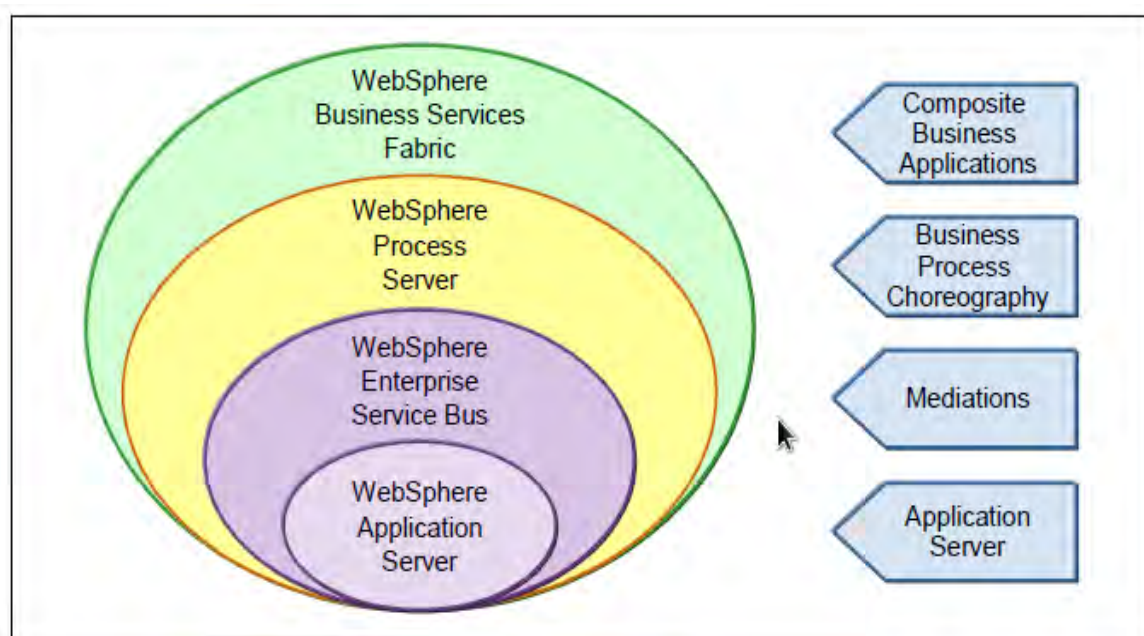 WebSphere
Business Services
Fabric
WebSphere
Process
Server
WebSphere
Enterprise
Service Bus
WebSphere
Application
Server
Composite
Business
Applications
Business
Process
Choreography
Mediations
Application
Server